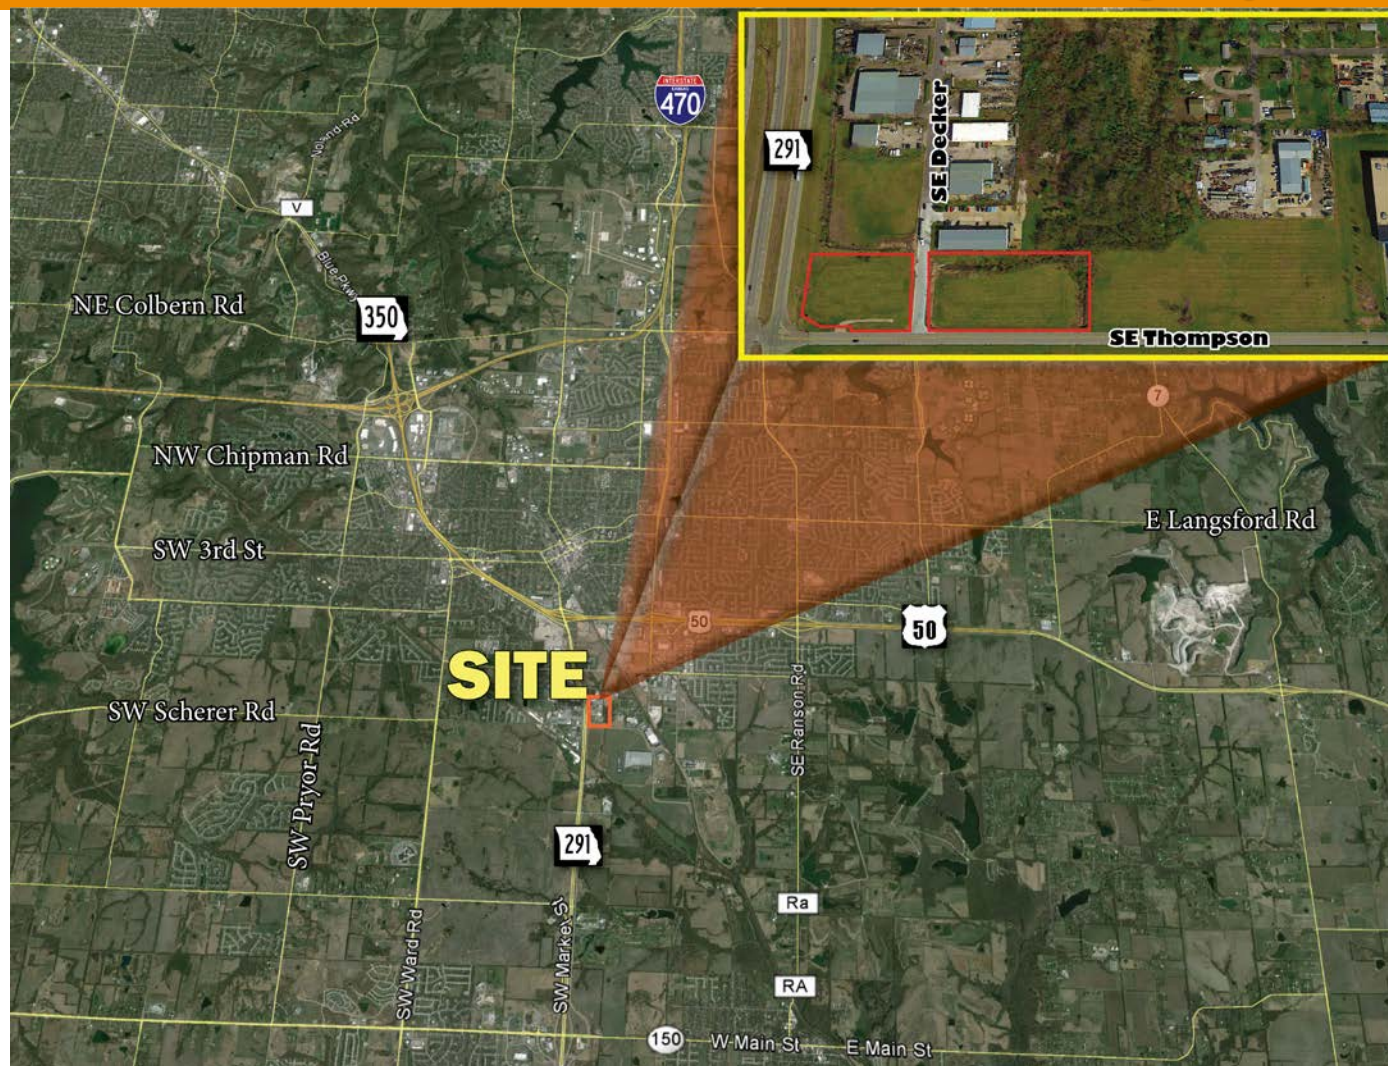 INTERSTATE
470
291
SE Decker
SE Thompson
Noland Rd
V
Blue Pkwy
NE Colbern Rd
350
7
NW Chipman Rd
E Langsford Rd
SW 3rd St
50
50
SITE
SW Scherer Rd
SW Pryor Rd
SE Ranson Rd
291
Ra
SW Ward Rd
SW Market St
RA
150
W Main St
E Main St